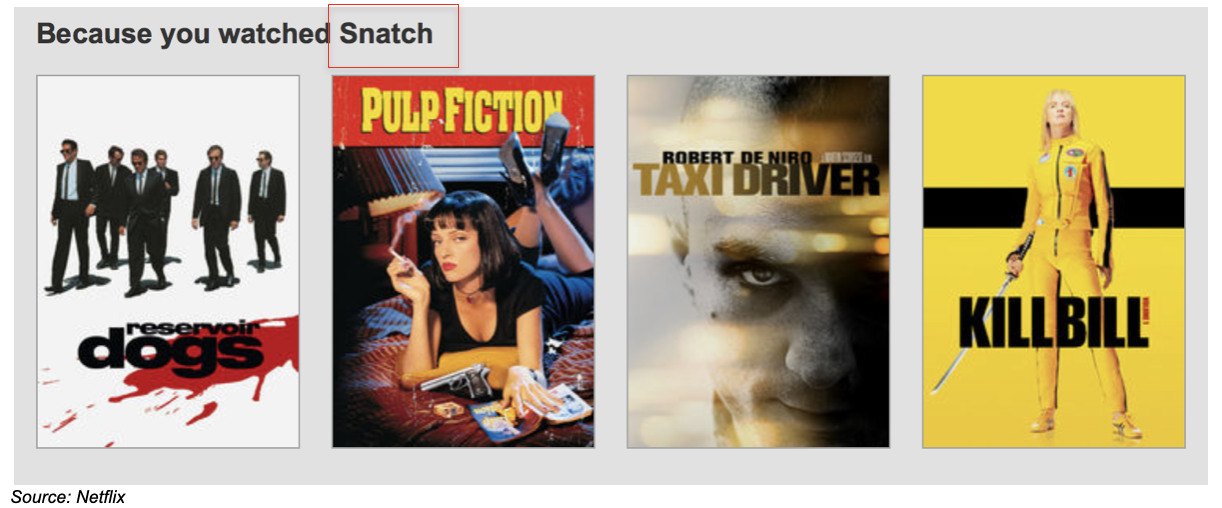 Because you watched Snatch
reservoir
dogs
PULP FICTION
ROBERT DE NIRO
TAXI DRIVER
KILL BILL
Source: Netflix